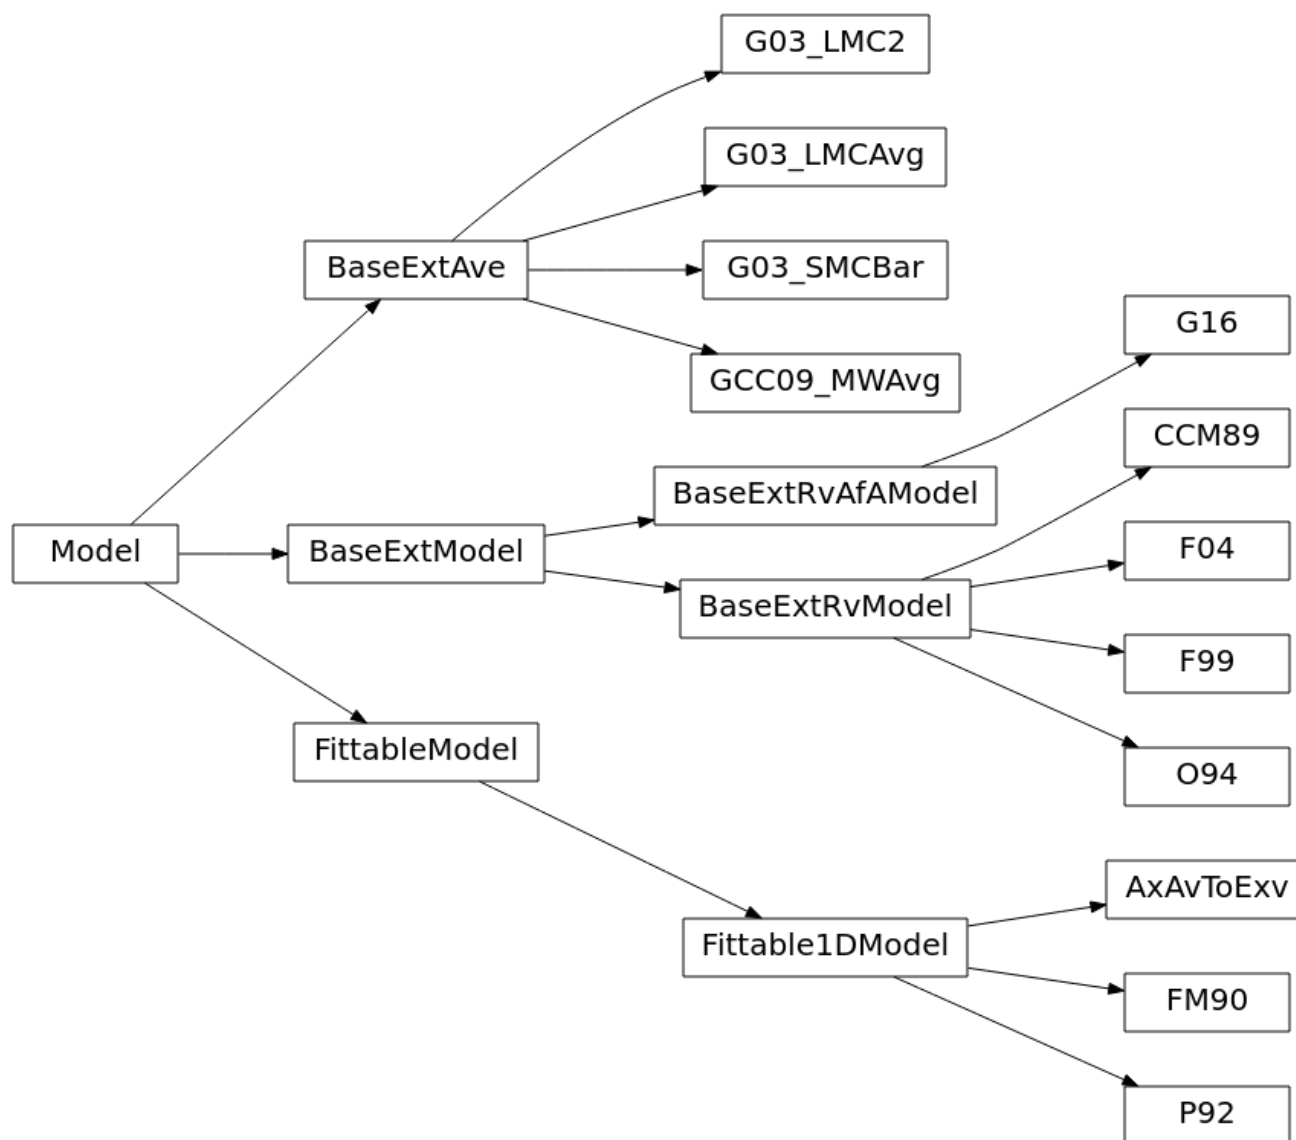 G03_LMC2
G03_LMCAvg
BaseExtAve
G03_SMCBar
G16
GCC09_MWAvg
CCM89
BaseExtRvAfAModel
Model
BaseExtModel
F04
BaseExtRvModel
F99
FittableModel
O94
AxAvToExv
Fittable1DModel
FM90
P92